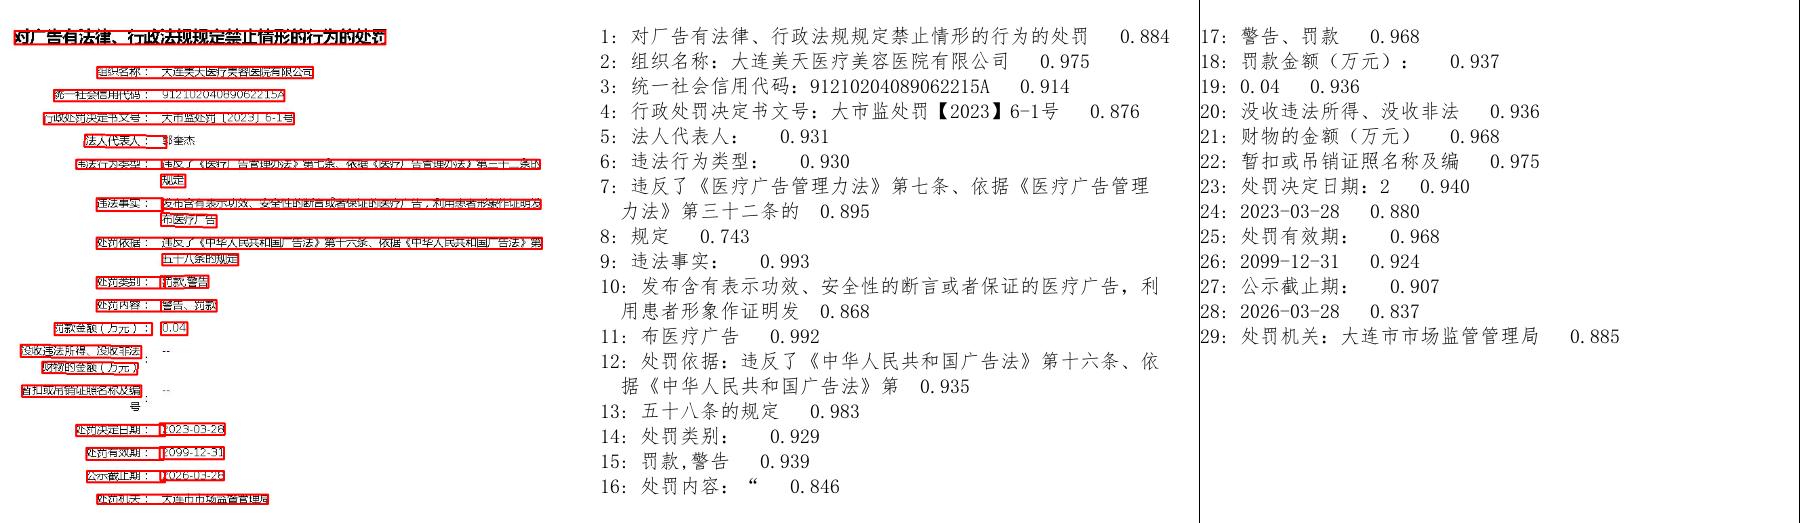 对广告有法律、行政法规规定禁止情形的行为的处罚
组织名称： 大连美天医疗美容医院有限公司
统一社会信用代码： 91210204089062215A
行政处罚决定书文号： 大市监处罚〔2023〕6-1号
法人代表人： 郭奎杰
违法行为类型： 违反了《医疗广告管理办法》第七条、依据《医疗广告管理办法》第三十二条的
规定
违法事实： 发布含有表示功效、安全性的断言或者保证的医疗广告，利用患者形象作证明发
布医疗广告
处罚依据： 违反了《中华人民共和国广告法》第十六条、依据《中华人民共和国广告法》第
五十八条的规定
处罚类别： 罚款,警告
处罚内容： 警告、罚款
罚款金额（万元）： 0.04
没收违法所得、没收非法
财物的金额（万元）： --
暂扣或吊销证照名称及编
号： --
处罚决定日期： 2023-03-28
处罚有效期： 2099-12-31
公示截止期： 2026-03-28
处罚机关： 大连市市场监督管理局
1: 对广告有法律、行政法规规定禁止情形的行为的处罚 0.884
2: 组织名称: 大连美天医疗美容医院有限公司 0.975
3: 统一社会信用代码: 91210204089062215A 0.914
4: 行政处罚决定书文号: 大市监处罚【2023】6-1号 0.876
5: 法人代表人: 0.931
6: 违法行为类型: 0.930
7: 违反了《医疗广告管理力法》第七条、依据《医疗广告管理
力法》第三十二条的 0.895
8: 规定 0.743
9: 违法事实: 0.993
10: 发布含有表示功效、安全性的断言或者保证的医疗广告，利
用患者形象作证明发 0.868
11: 布医疗广告 0.992
12: 处罚依据: 违反了《中华人民共和国广告法》第十六条、依
据《中华人民共和国广告法》第 0.935
13: 五十八条的规定 0.983
14: 处罚类别: 0.929
15: 罚款,警告 0.939
16: 处罚内容: “ 0.846
17: 警告、罚款 0.968
18: 罚款金额（万元）: 0.937
19: 0.04 0.936
20: 没收违法所得、没收非法 0.936
21: 财物的金额（万元） 0.968
22: 暂扣或吊销证照名称及编 0.975
23: 处罚决定日期: 2 0.940
24: 2023-03-28 0.880
25: 处罚有效期: 0.968
26: 2099-12-31 0.924
27: 公示截止期: 0.907
28: 2026-03-28 0.837
29: 处罚机关: 大连市市场监管管理局 0.885